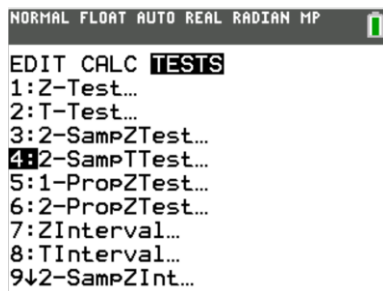 NORMAL FLOAT AUTO REAL RADIAN MP
EDIT CALC TESTS
1:Z-Test…
2:T-Test…
3:2-SampZTest…
4:2-SampTTest…
5:1-PropZTest…
6:2-PropZTest…
7:ZInterval…
8:TInterval…
9↓2-SampZInt…